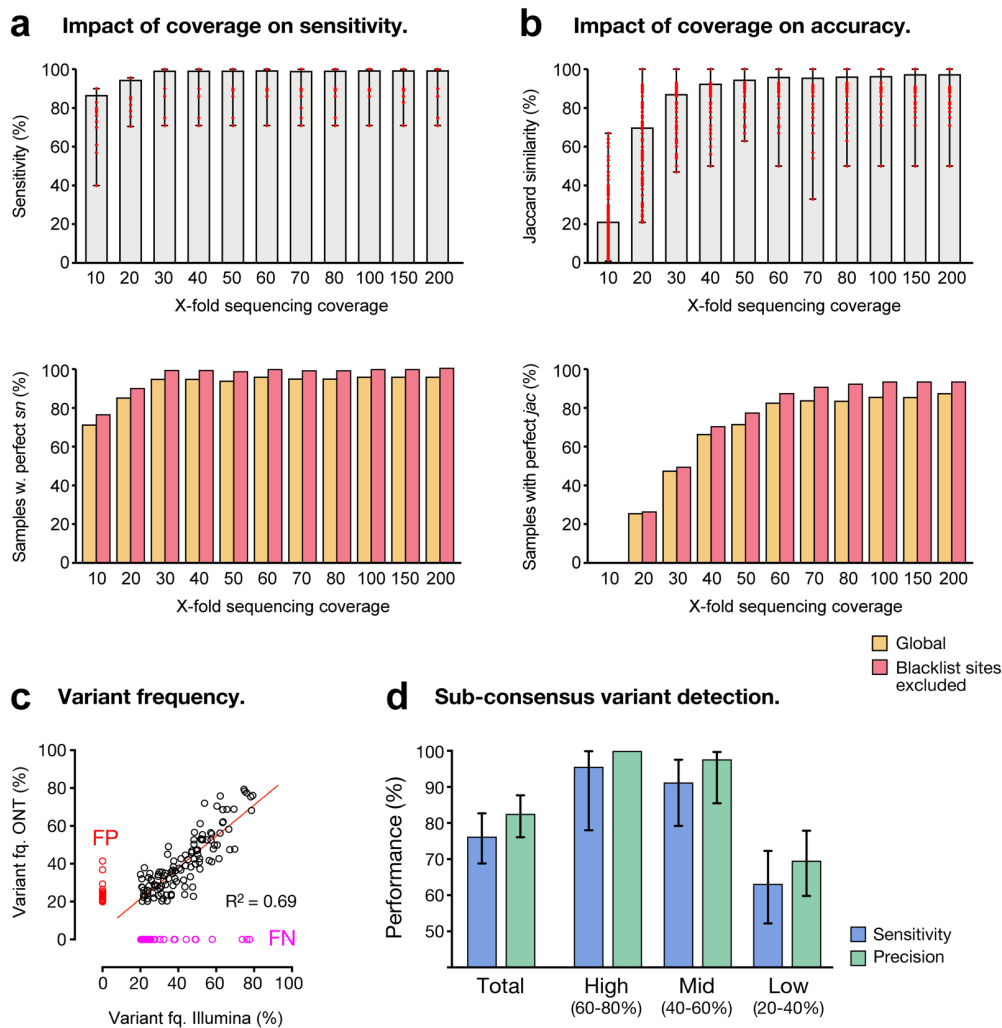 a Impact of coverage on sensitivity.
100
80
60
40
20
0
Sensitivity (%)
10 20 30 40 50 60 70 80 100 150 200
X-fold sequencing coverage
100
80
60
40
20
0
Samples w. perfect sn (%)
10 20 30 40 50 60 70 80 100 150 200
X-fold sequencing coverage
b Impact of coverage on accuracy.
100
80
60
40
20
0
Jaccard similarity (%)
10 20 30 40 50 60 70 80 100 150 200
X-fold sequencing coverage
100
80
60
40
20
0
Samples with perfect jac (%)
10 20 30 40 50 60 70 80 100 150 200
X-fold sequencing coverage
Global
Blacklist sites
excluded
c Variant frequency.
100
80
60
40
20
0
Variant fq. ONT (%)
FP
R² = 0.69
FN
0 20 40 60 80 100
Variant fq. Illumina (%)
d Sub-consensus variant detection.
100
90
80
70
60
50
Performance (%)
Total High Mid Low
(60-80%) (40-60%) (20-40%)
Sensitivity
Precision